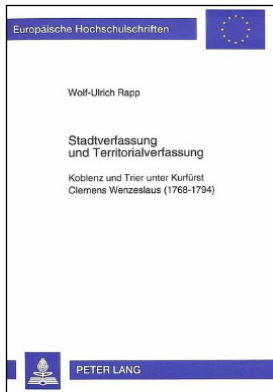 Europäische Hochschulschriften
Wolf-Ulrich Rapp
Stadtverfassung
und Territorialverfassung
Koblenz und Trier unter Kurfürst
Clemens Wenzeslaus (1768-1794)
PETER LANG